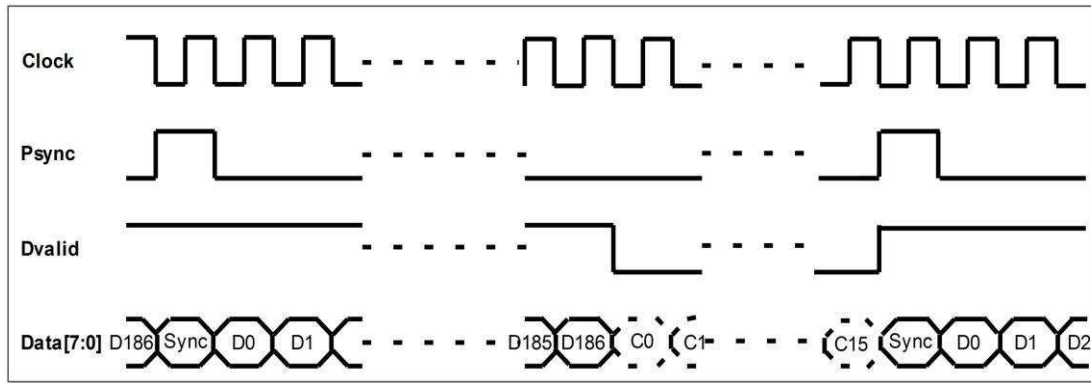 Clock
Psync
Dvalid
Data[7:0] D186 Sync D0 D1 D185 D186 C0 C1 C15 Sync D0 D1 D2